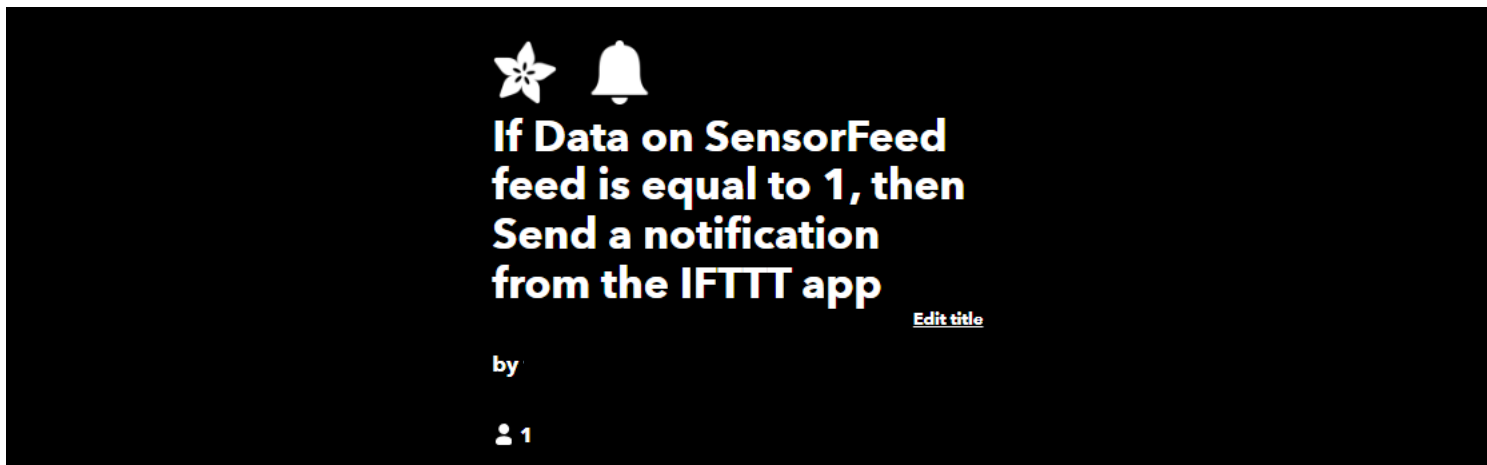 If Data on SensorFeed
feed is equal to 1, then
Send a notification
from the IFTTT app
Edit title
by
1